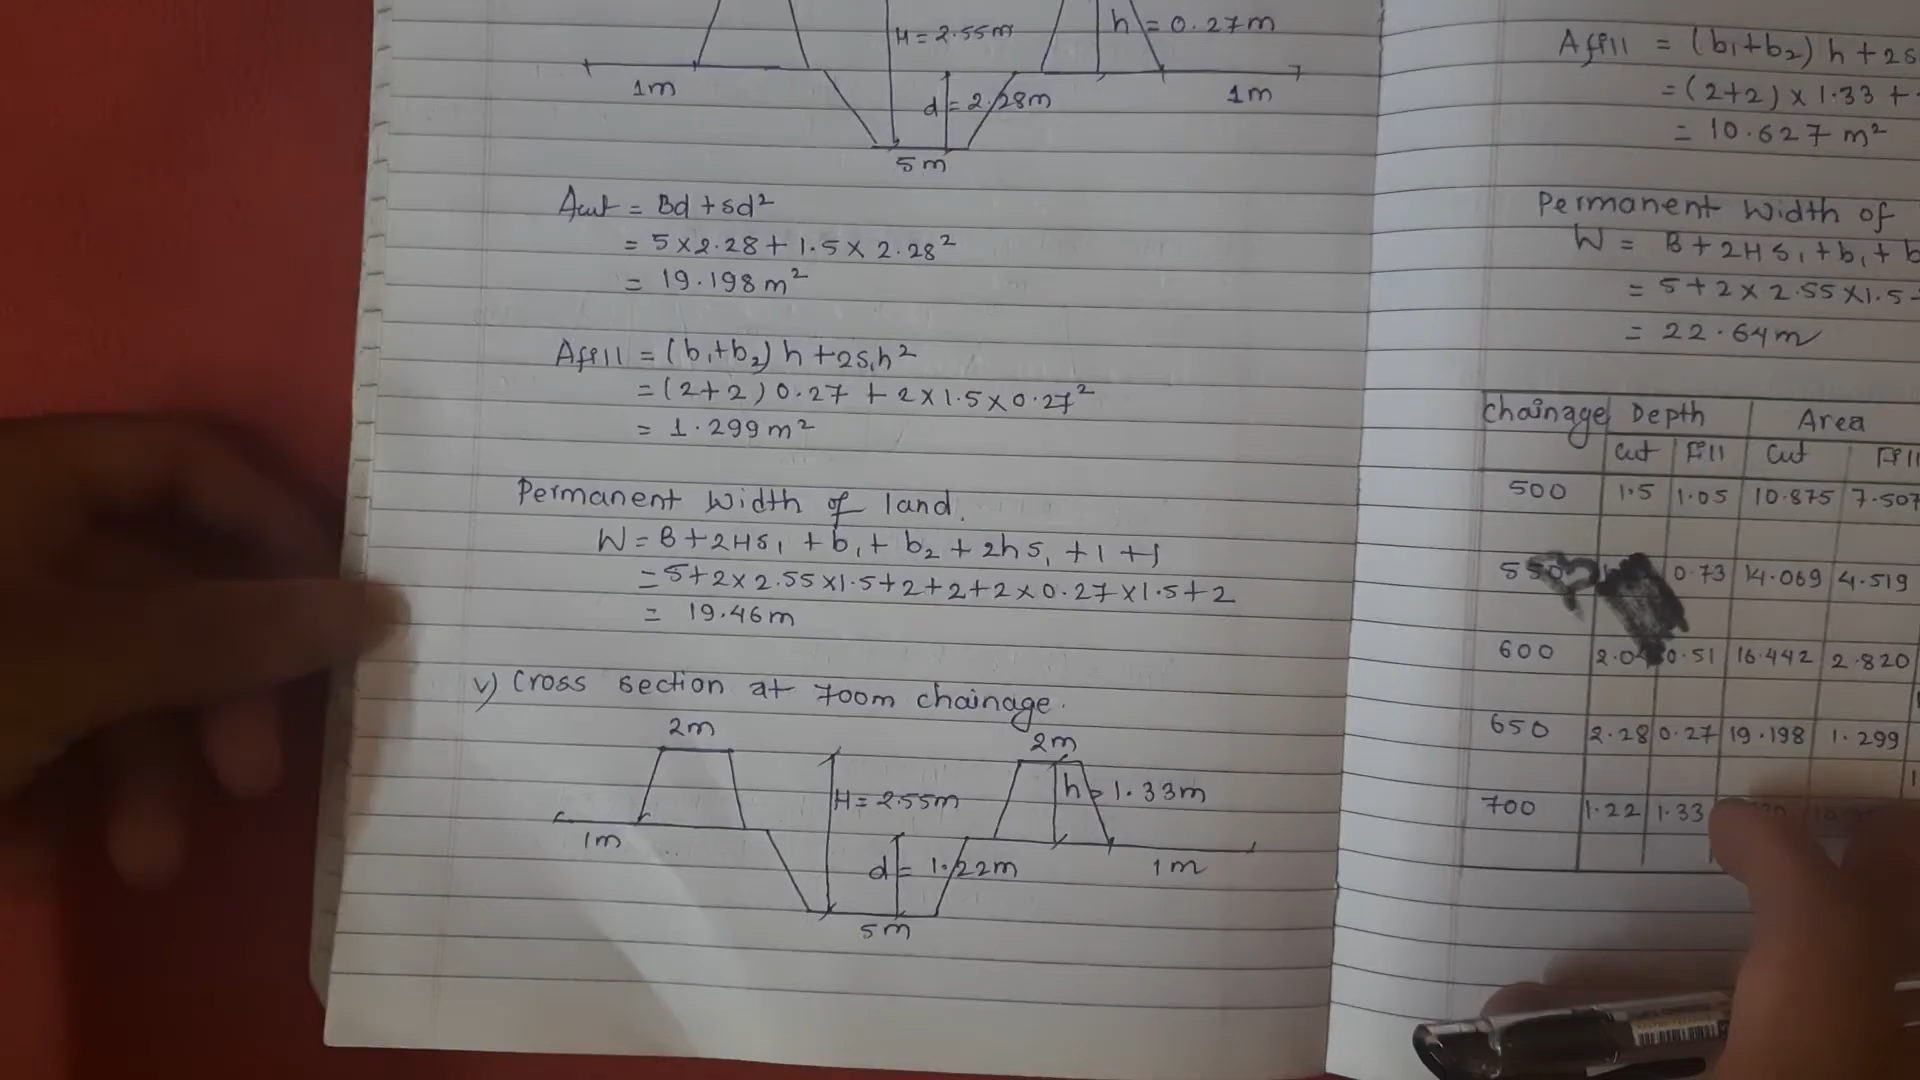 H = 2.55m
h = 0.27m
1m
d = 2.28m
1m
5m
Acut = Bd + sd²
= 5 × 2.28 + 1.5 × 2.28²
= 19.198 m²
Afill = (b₁+b₂) h + 2s₁h²
= (2+2) 0.27 + 2×1.5×0.27²
= 1.299 m²
Permanent width of land.
W = B + 2HS₁ + b₁ + b₂ + 2hs₁ + 1 + 1
= 5+2 × 2.55 ×1.5 + 2 + 2 + 2 × 0.27 × 1.5 + 2
= 19.46m
v) Cross section at 700m chainage.
2m
2m
H = 2.55m
h = 1.33m
1m
d = 1.22m
1m
5m
Afill = (b₁+b₂) h + 2s
= (2+2) × 1.33 +
= 10.627 m²
Permanent width of
W = B + 2HS₁ + b₁ + b
= 5+2 × 2.55 ×1.5
= 22.64m
chainage Depth Area
cut fill cut fill
500 1.5 1.05 10.875 7.507
550 0.73 14.069 4.519
600 2.04 0.51 16.442 2.820
650 2.28 0.27 19.198 1.299
700 1.22 1.33